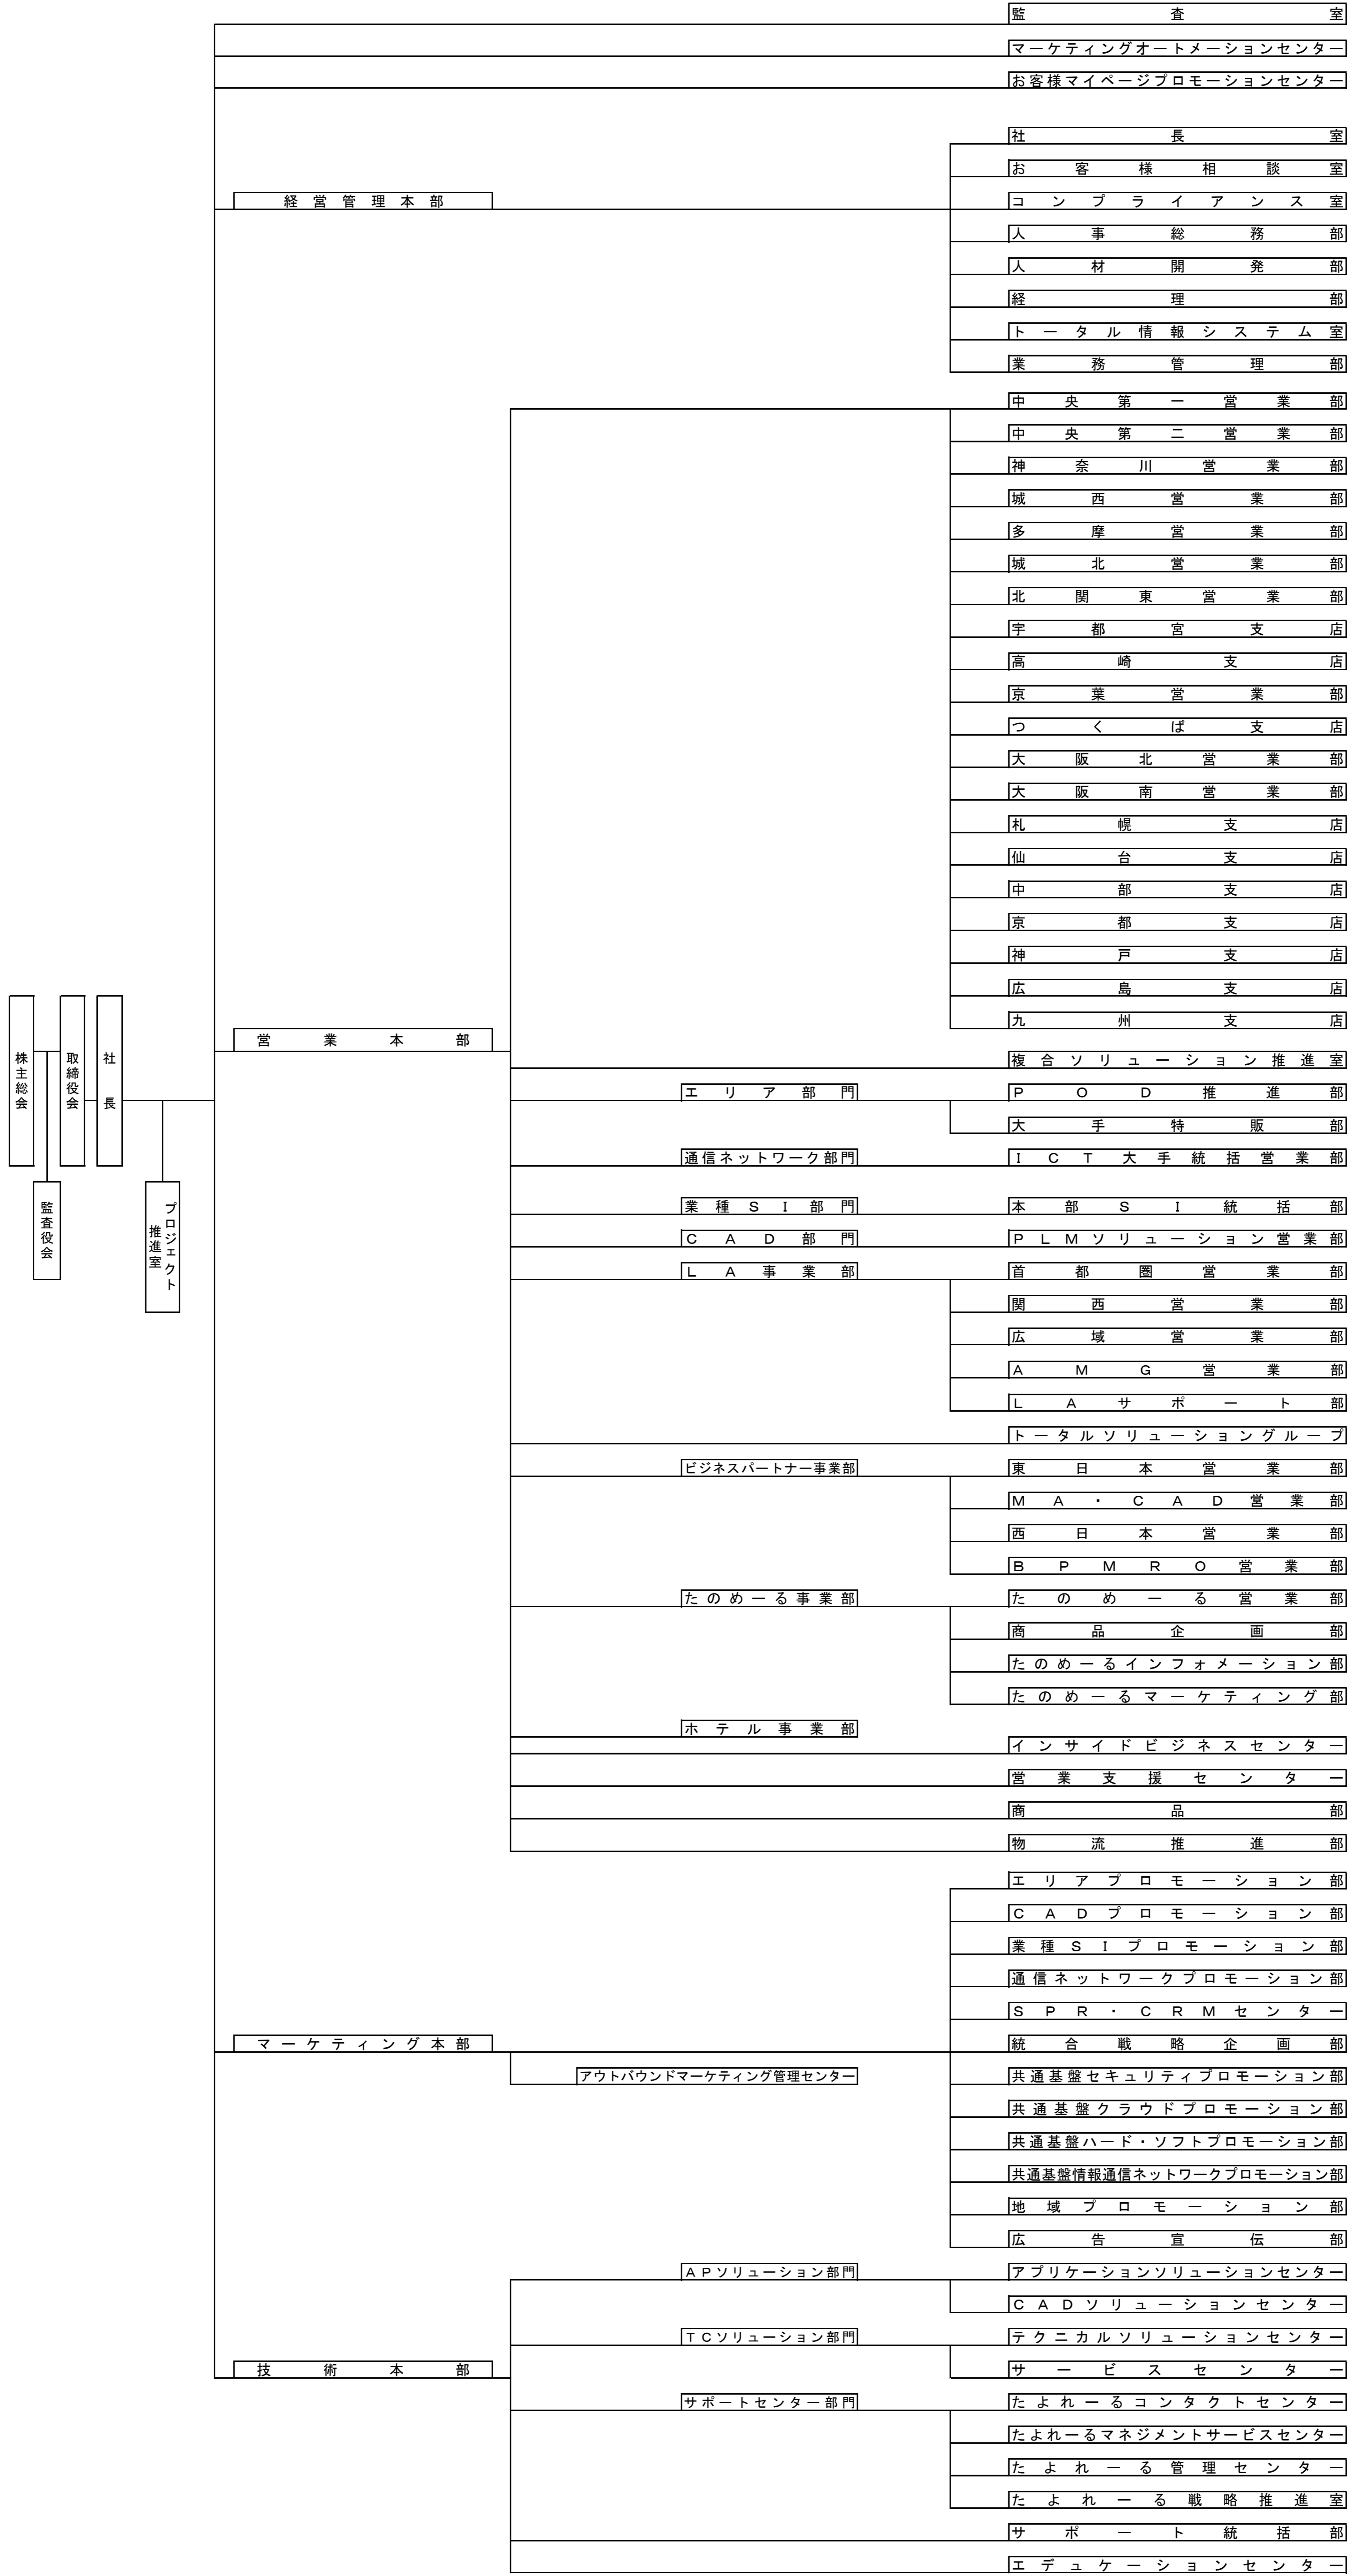 監査室
マーケティングオートメーションセンター
お客様マイページプロモーションセンター
社長室
お客様相談室
経営管理本部
コンプライアンス室
人事総務部
人材開発部
経理部
トータル情報システム室
業務管理部
中央第一営業部
中央第二営業部
神奈川営業部
城西営業部
多摩営業部
城北営業部
北関東営業部
宇都宮支店
高崎支店
京葉営業部
つくば支店
大阪北営業部
大阪南営業部
札幌支店
仙台支店
中部支店
京都支店
神戸支店
広島支店
九州支店
株主総会
取締役会
社長
監査役会
プロジェクト
推進室
営業本部
複合ソリューション推進室
エリア部門
POD推進部
大手特販部
通信ネットワーク部門
ICT大手統括営業部
業種SI部門
本部SI統括部
CAD部門
PLMソリューション営業部
LA事業部
首都圏営業部
関西営業部
広域営業部
AMG営業部
LAサポート部
トータルソリューショングループ
ビジネスパートナー事業部
東日本営業部
MA・CAD営業部
西日本営業部
BPMRO営業部
たのめーる事業部
たのめーる営業部
商品企画部
たのめーるインフォメーション部
たのめーるマーケティング部
ホテル事業部
インサイドビジネスセンター
営業支援センター
商品部
物流推進部
エリアプロモーション部
CADプロモーション部
業種SIプロモーション部
通信ネットワークプロモーション部
SPR・CRMセンター
マーケティング本部
統合戦略企画部
アウトバウンドマーケティング管理センター
共通基盤セキュリティプロモーション部
共通基盤クラウドプロモーション部
共通基盤ハード・ソフトプロモーション部
共通基盤情報通信ネットワークプロモーション部
地域プロモーション部
広告宣伝部
APソリューション部門
アプリケーションソリューションセンター
CADソリューションセンター
TCソリューション部門
テクニカルソリューションセンター
技術本部
サービスセンター
サポートセンター部門
たよれーるコンタクトセンター
たよれーるマネジメントサービスセンター
たよれーる管理センター
たよれーる戦略推進室
サポート統括部
エデュケーションセンター